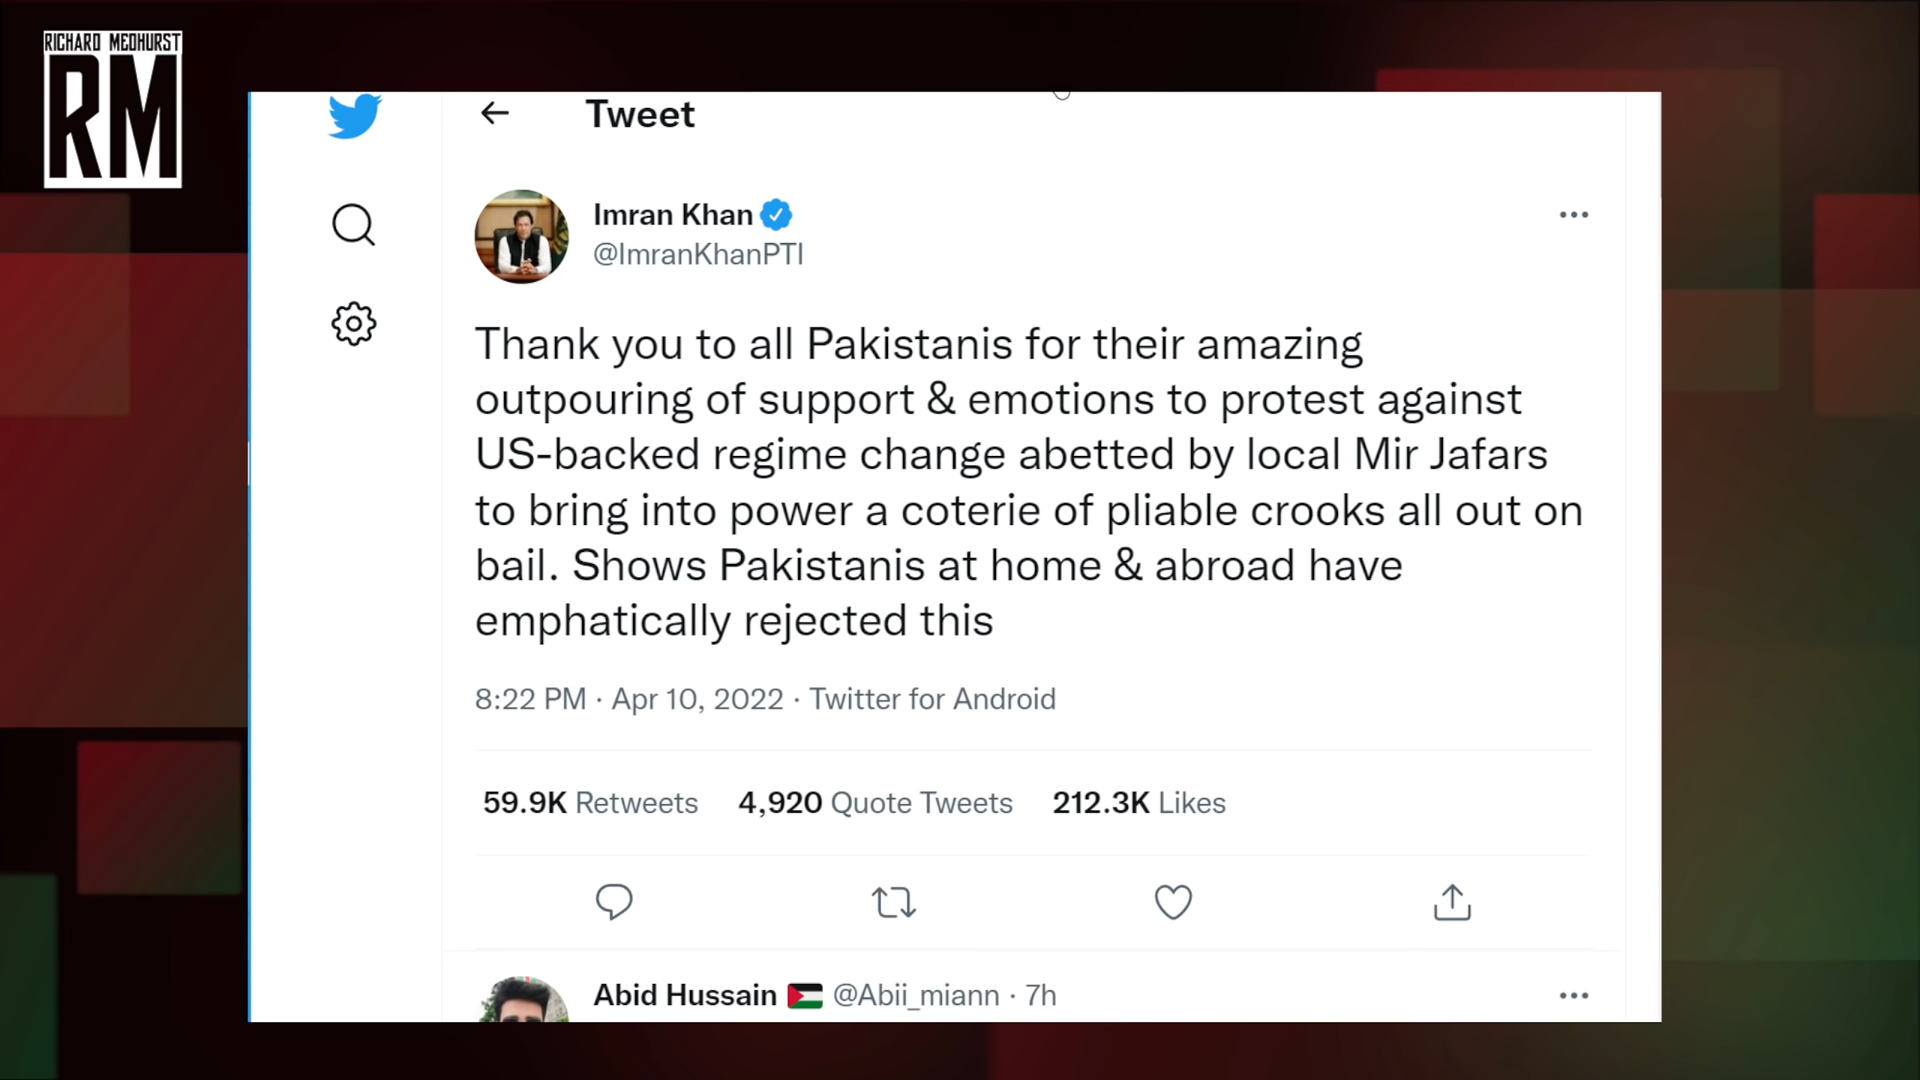 RICHARD MEDHURST
RM
Tweet
Imran Khan
@ImranKhanPTI
Thank you to all Pakistanis for their amazing
outpouring of support & emotions to protest against
US-backed regime change abetted by local Mir Jafars
to bring into power a coterie of pliable crooks all out on
bail. Shows Pakistanis at home & abroad have
emphatically rejected this
8:22 PM · Apr 10, 2022 · Twitter for Android
59.9K Retweets 4,920 Quote Tweets 212.3K Likes
Abid Hussain 🇵🇸 @Abii_miann · 7h